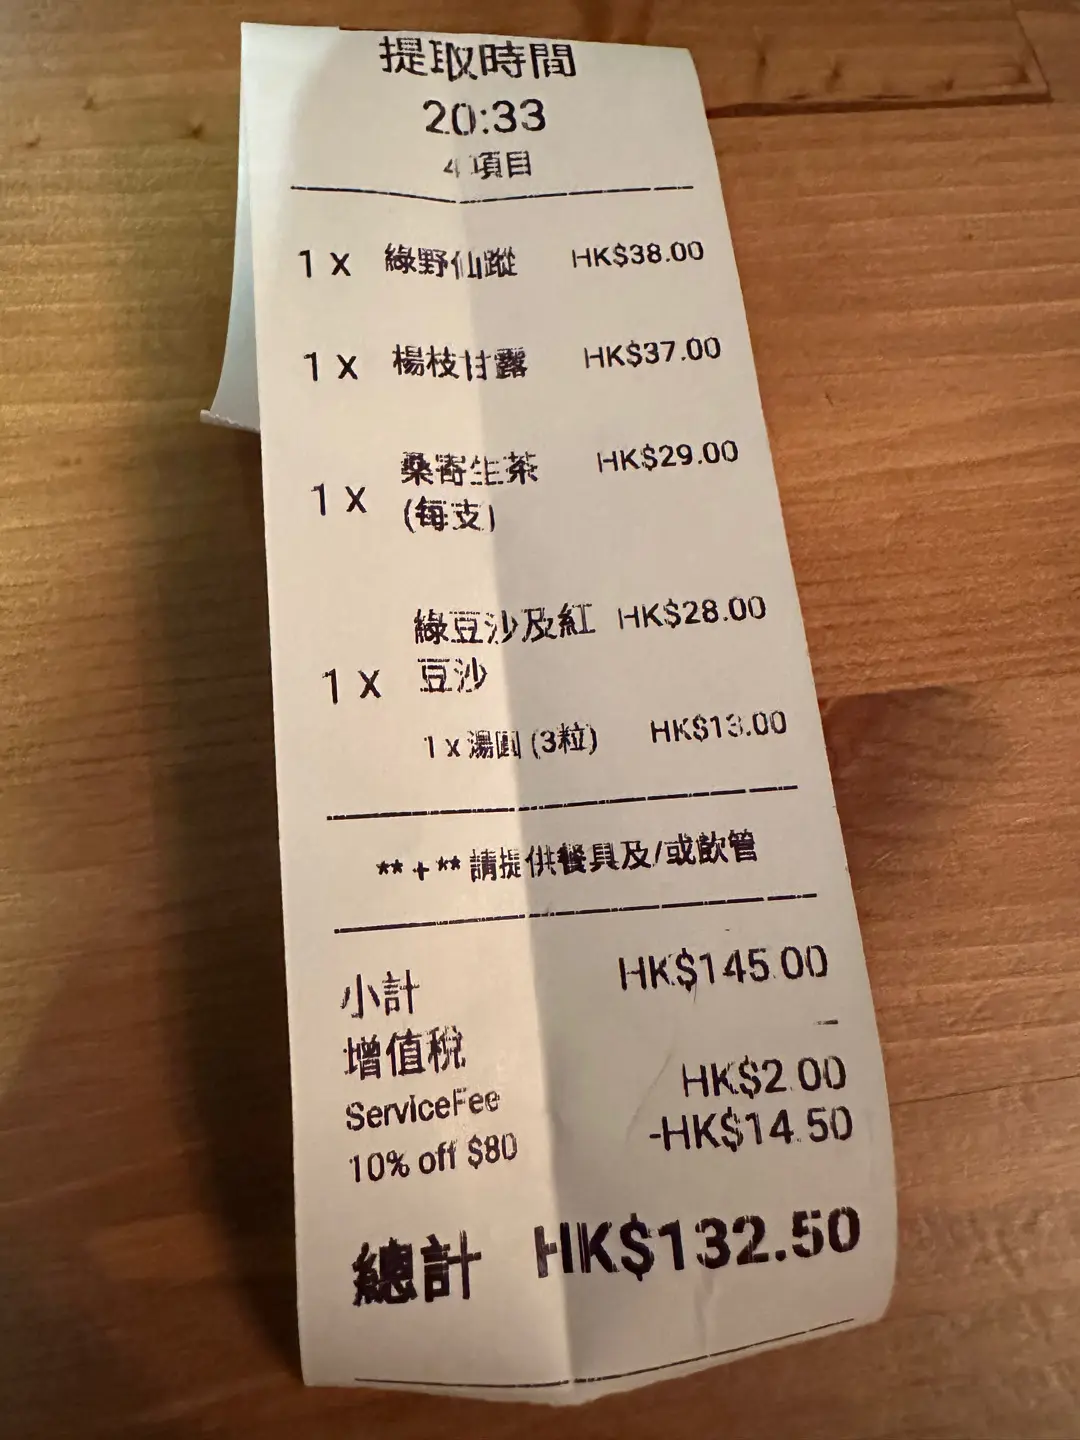 提取時間
20:33
4 項目
1 x 綠野仙蹤 HK$38.00
1 x 楊枝甘露 HK$37.00
桑寄生茶 HK$29.00
1 x (每支)
綠豆沙及紅 HK$28.00
1 x 豆沙
1 x 湯圓 (3粒) HK$13.00
** + ** 請提供餐具及/或飲管
小計 HK$145.00
增值稅 –
ServiceFee HK$2.00
10% off $80 -HK$14.50
總計 HK$132.50